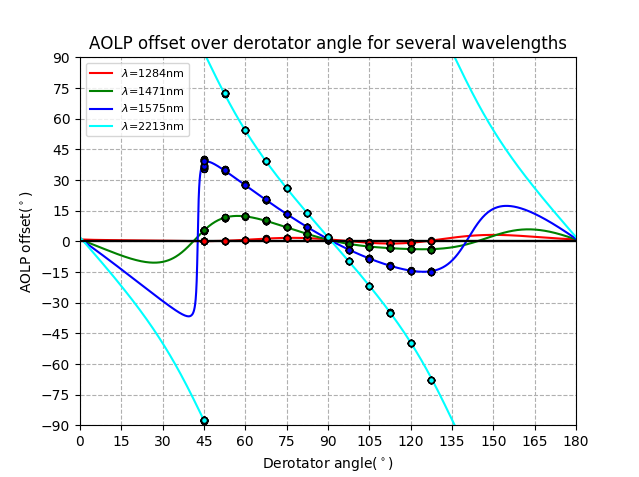 AOLP offset over derotator angle for several wavelengths
λ=1284nm
λ=1471nm
λ=1575nm
λ=2213nm
90
75
60
45
30
15
0
−15
−30
−45
−60
−75
−90
AOLP offset(°)
0 15 30 45 60 75 90 105 120 135 150 165 180
Derotator angle(°)